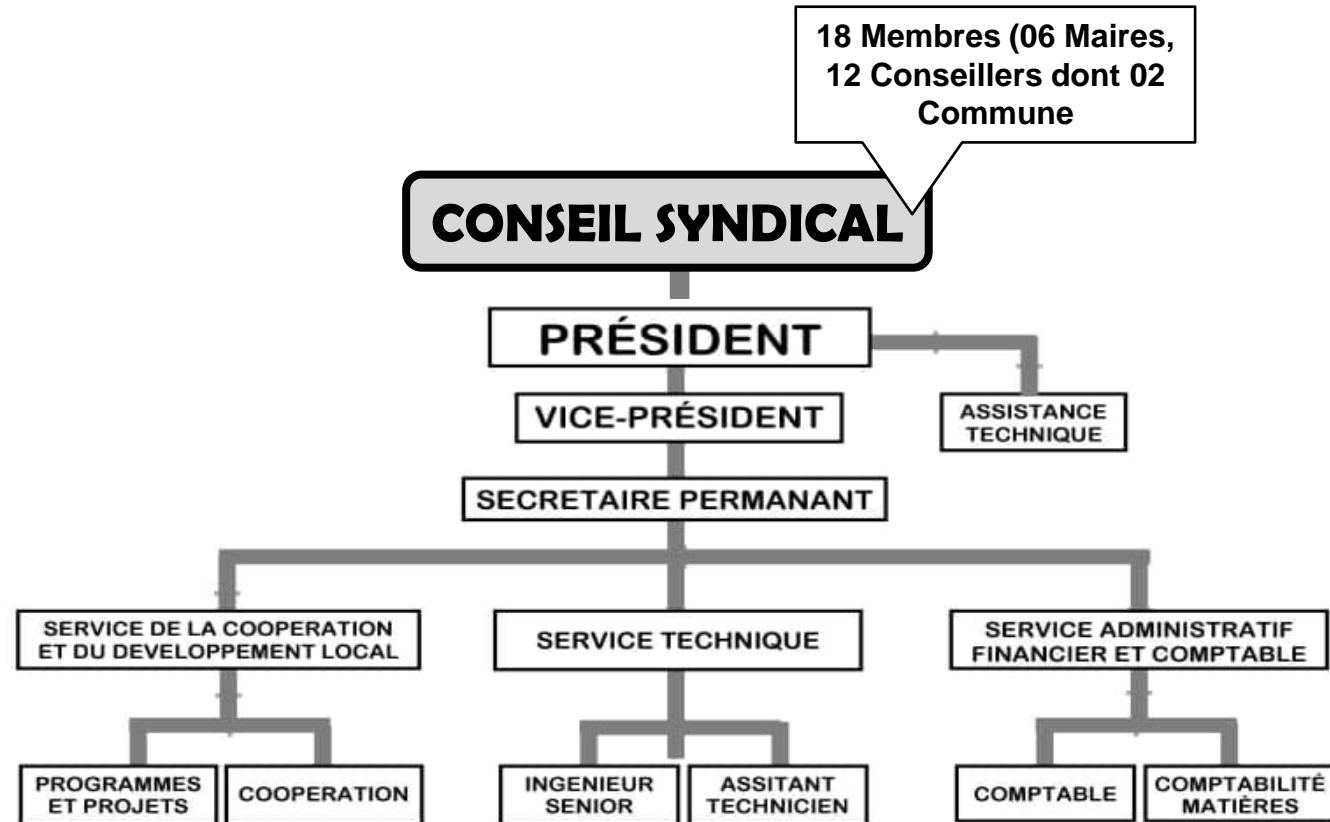 18 Membres (06 Maires,
12 Conseillers dont 02
Commune
CONSEIL SYNDICAL
PRÉSIDENT
VICE-PRÉSIDENT
ASSISTANCE
TECHNIQUE
SECRETAIRE PERMANANT
SERVICE DE LA COOPERATION
ET DU DEVELOPPEMENT LOCAL
SERVICE TECHNIQUE
SERVICE ADMINISTRATIF
FINANCIER ET COMPTABLE
PROGRAMMES
ET PROJETS
COOPERATION
INGENIEUR
SENIOR
ASSITANT
TECHNICIEN
COMPTABLE
COMPTABILITÉ
MATIÈRES